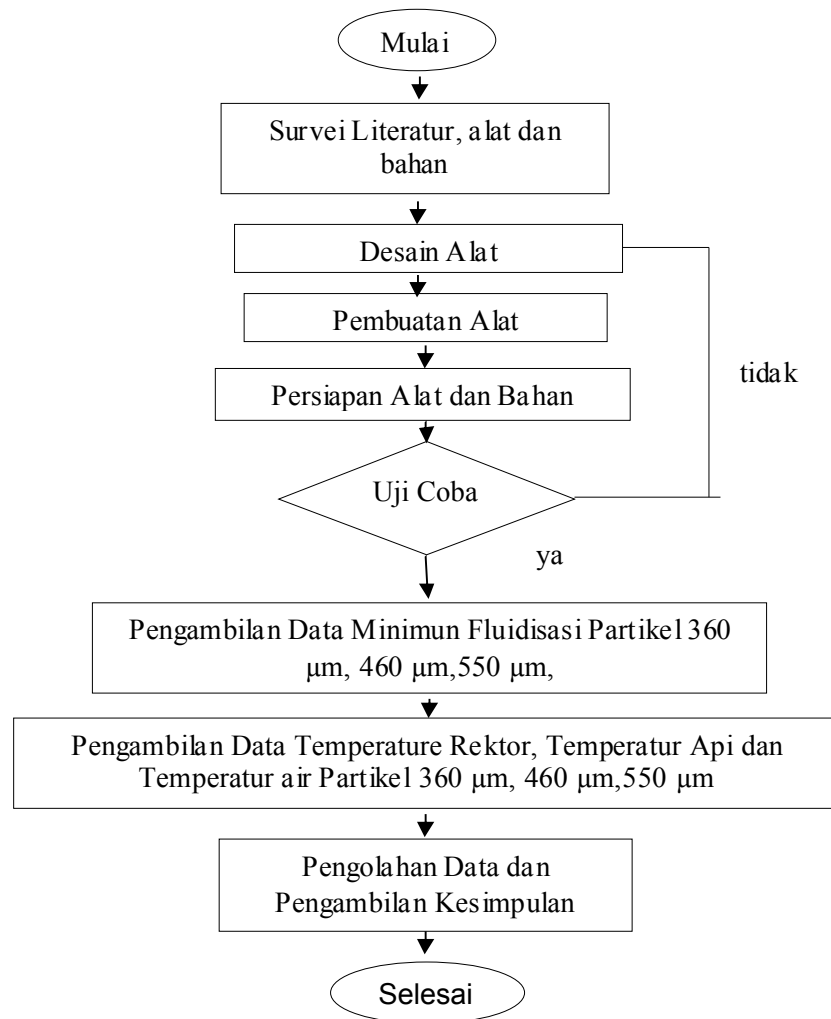 Mulai
Survei Literatur, alat dan
bahan
Desain Alat
Pembuatan Alat
Persiapan Alat dan Bahan
tidak
Uji Coba
ya
Pengambilan Data Minimun Fluidisasi Partikel 360
μm, 460 μm,550 μm,
Pengambilan Data Temperature Rektor, Temperatur Api dan
Temperatur air Partikel 360 μm, 460 μm,550 μm
Pengolahan Data dan
Pengambilan Kesimpulan
Selesai